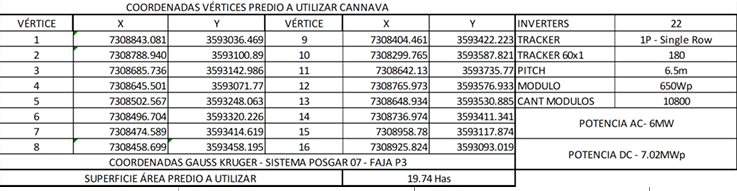 COORDENADAS VÉRTICES PREDIO A UTILIZAR CANNAVA INVERTERS 22
VÉRTICE X Y VÉRTICE X Y
1 7308843.081 3593036.469 9 7308404.461 3593422.223 TRACKER 1P - Single Row
2 7308788.940 3593100.89 10 7308299.765 3593587.821 TRACKER 60x1 180
3 7308685.736 3593142.986 11 7308642.13 3593735.77 PITCH 6.5m
4 7308645.501 3593071.77 12 7308765.973 3593576.933 MODULO 650Wp
5 7308502.567 3593248.063 13 7308648.934 3593530.885 CANT MODULOS 10800
6 7308496.704 3593320.226 14 7308736.974 3593411.341 POTENCIA AC- 6MW
7 7308474.589 3593414.619 15 7308958.78 3593117.874
8 7308458.699 3593458.195 16 7308925.824 3593093.019 POTENCIA DC - 7.02MWp
COORDENADAS GAUSS KRUGER - SISTEMA POSGAR 07 - FAJA P3
SUPERFICIE ÁREA PREDIO A UTILIZAR 19.74 Has